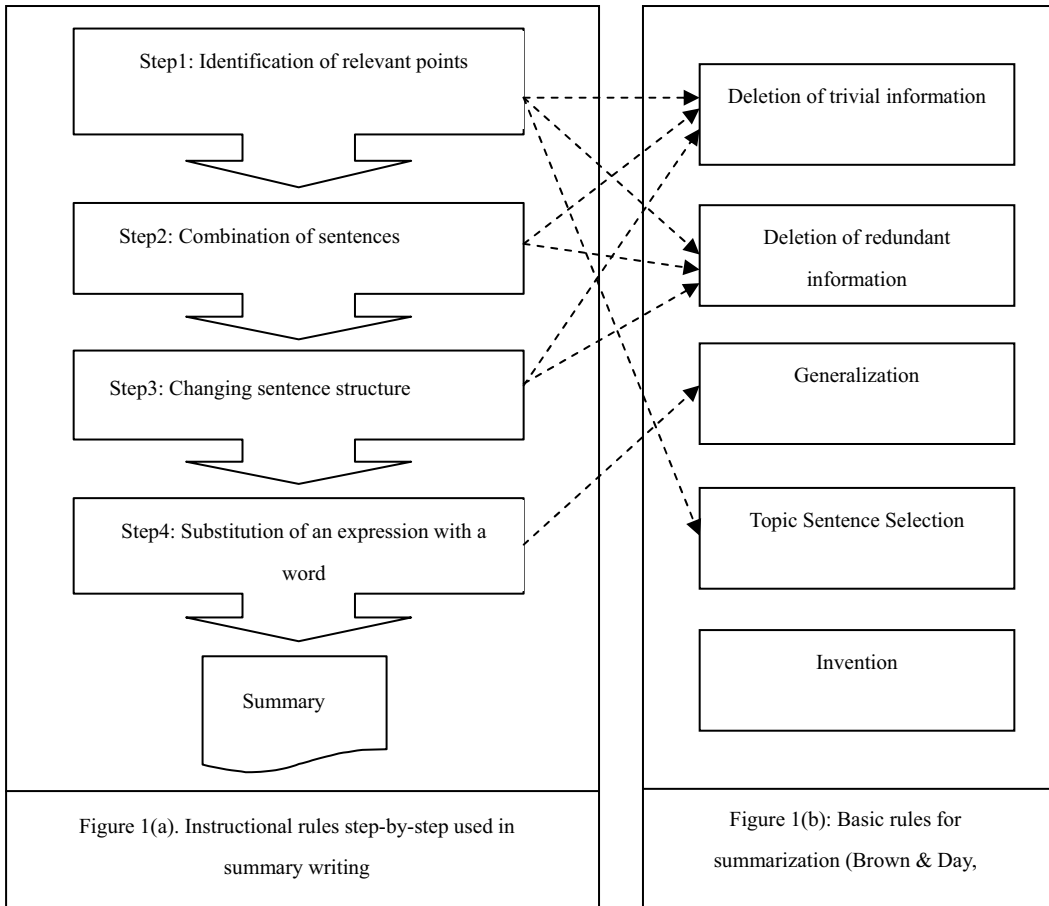 Step1: Identification of relevant points
Step2: Combination of sentences
Step3: Changing sentence structure
Step4: Substitution of an expression with a
word
Summary
Figure 1(a). Instructional rules step-by-step used in
summary writing
Deletion of trivial information
Deletion of redundant
information
Generalization
Topic Sentence Selection
Invention
Figure 1(b): Basic rules for
summarization (Brown & Day,